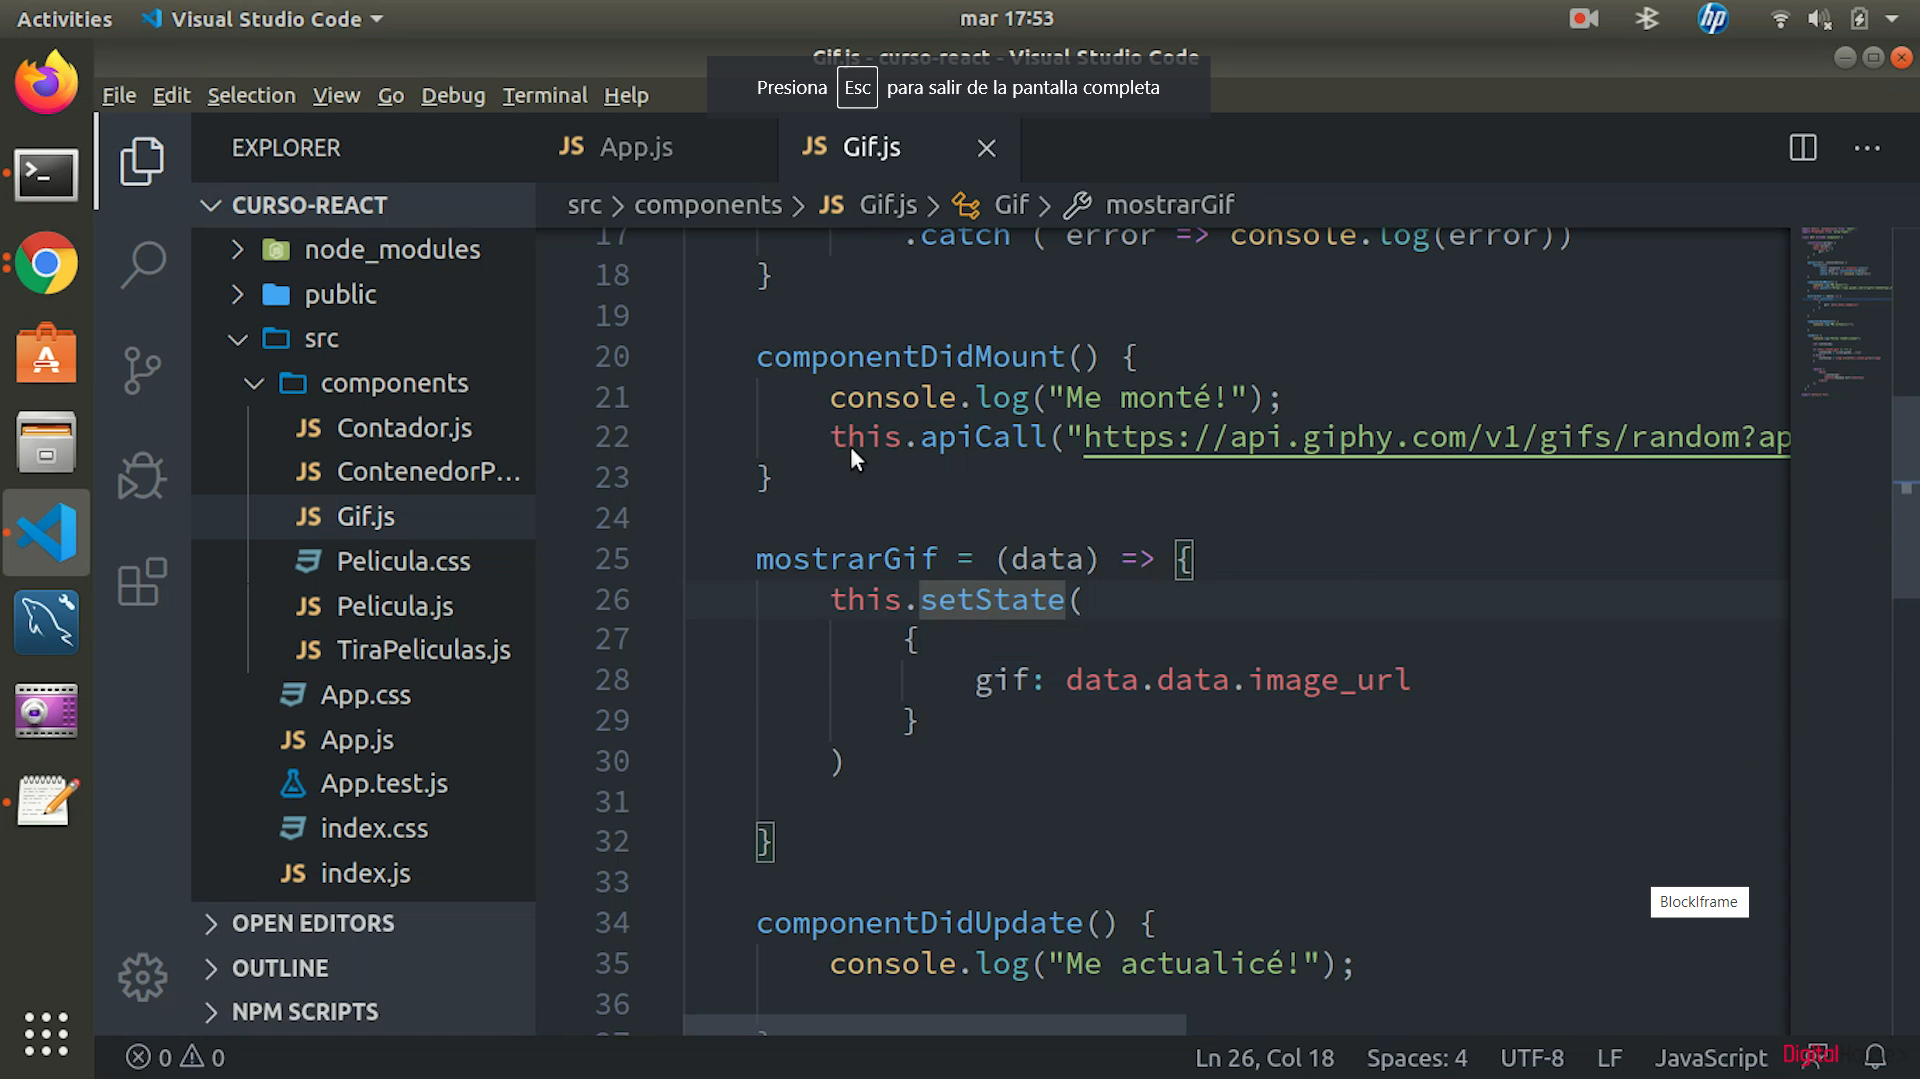 Activities
Visual Studio Code
mar 17:53
Gif.js - curso-react - Visual Studio Code
Presiona Esc para salir de la pantalla completa
File Edit Selection View Go Debug Terminal Help
EXPLORER
CURSO-REACT
node_modules
public
src
components
Contador.js
ContenedorP...
Gif.js
Pelicula.css
Pelicula.js
TiraPeliculas.js
App.css
App.js
App.test.js
index.css
index.js
OPEN EDITORS
OUTLINE
NPM SCRIPTS
JS App.js
JS Gif.js
src > components > JS Gif.js > Gif > mostrarGif
17 .catch ( error => console.log(error))
18 }
19
20 componentDidMount() {
21 console.log("Me monté!");
22 this.apiCall("https://api.giphy.com/v1/gifs/random?ap
23 }
24
25 mostrarGif = (data) => {
26 this.setState(
27 {
28 gif: data.data.image_url
29 }
30 )
31
32 }
33
34 componentDidUpdate() {
35 console.log("Me actualicé!");
36
BlockIframe
0 0
Ln 26, Col 18
Spaces: 4
UTF-8
LF
JavaScript